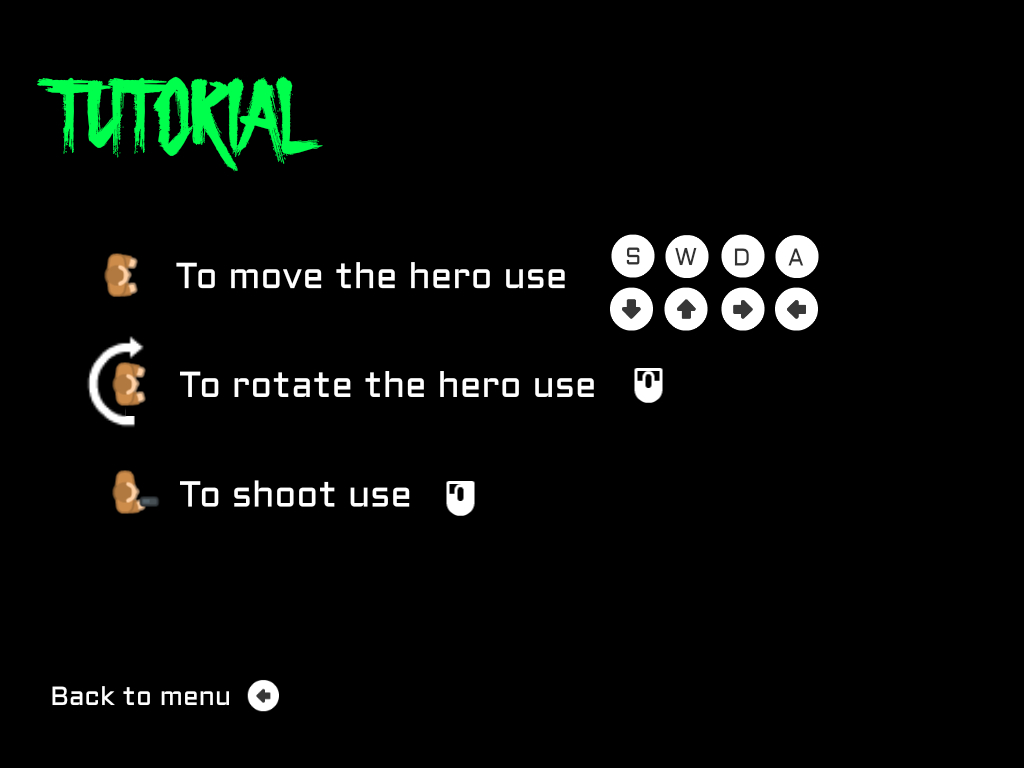 TUTORIAL
To move the hero use S W D A
To rotate the hero use
To shoot use
Back to menu